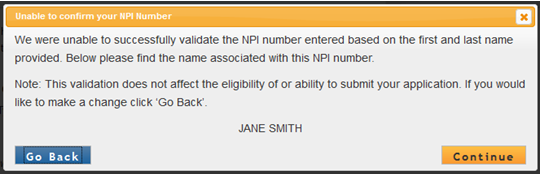 Unable to confirm your NPI Number
We were unable to successfully validate the NPI number entered based on the first and last name
provided. Below please find the name associated with this NPI number.
Note: This validation does not affect the eligibility of or ability to submit your application. If you would
like to make a change click ‘Go Back’.
JANE SMITH
Go Back
Continue